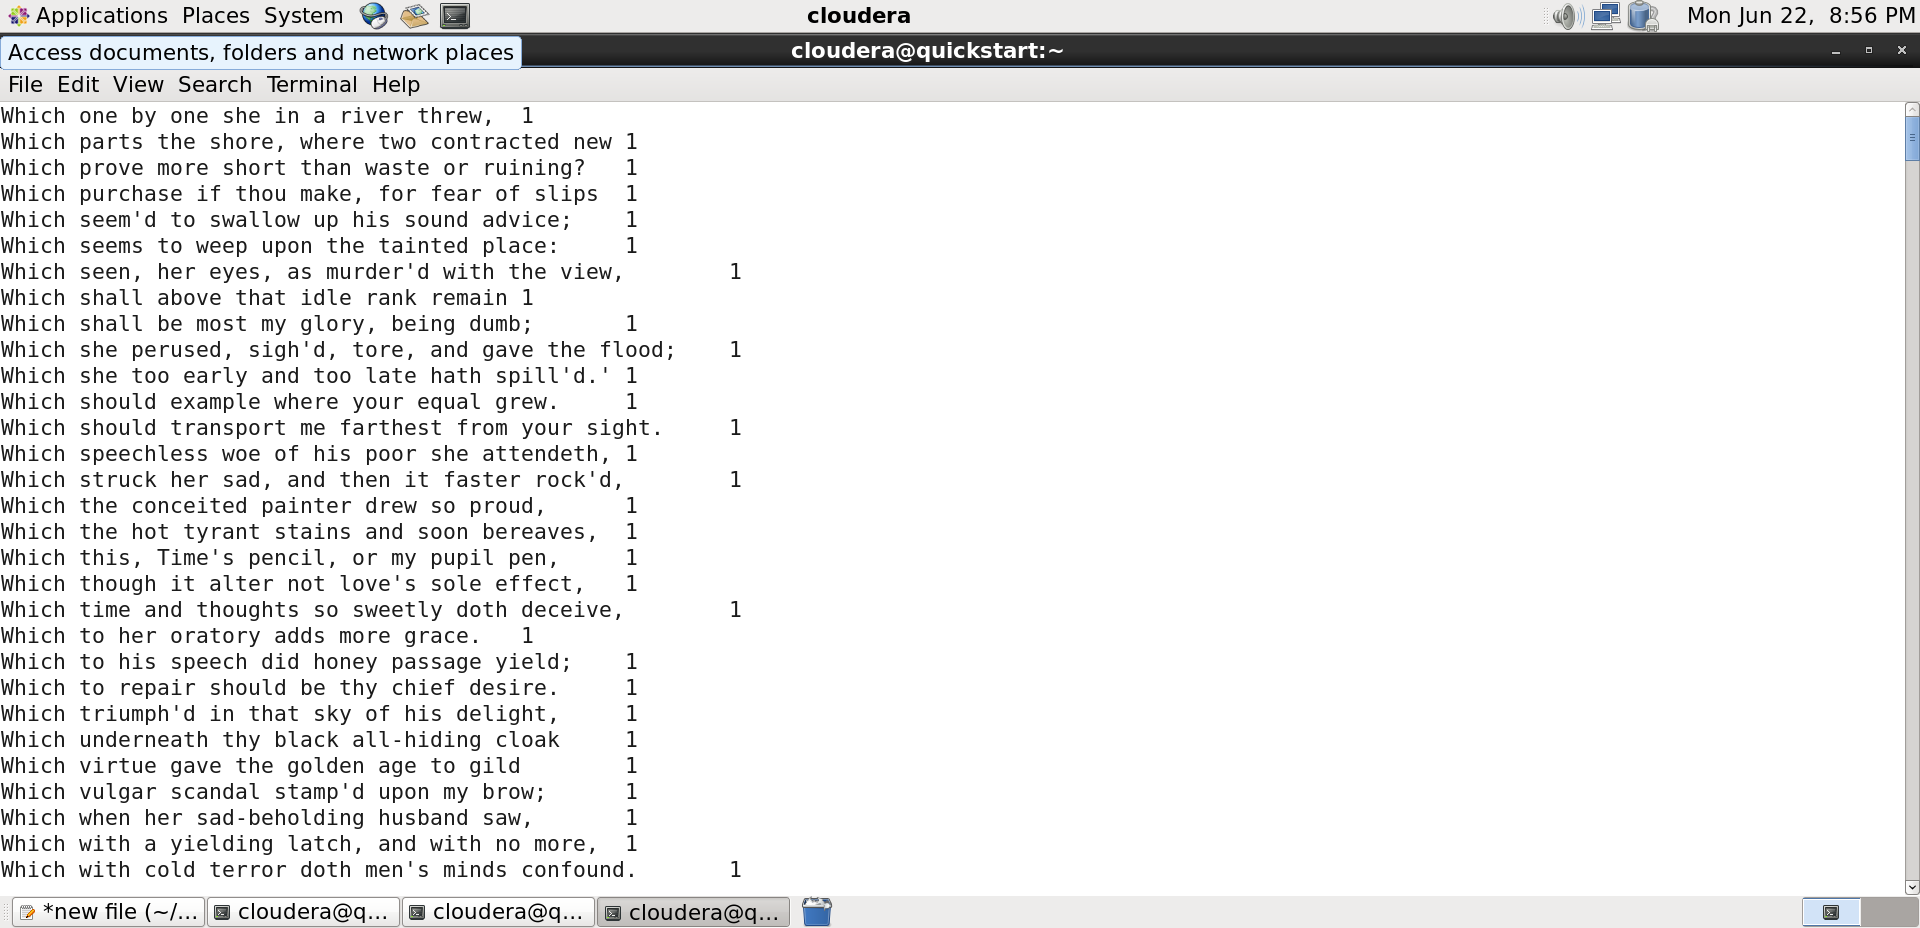 Applications Places System cloudera Mon Jun 22, 8:56 PM
Access documents, folders and network places cloudera@quickstart:~
File Edit View Search Terminal Help
Which one by one she in a river threw, 1
Which parts the shore, where two contracted new 1
Which prove more short than waste or ruining? 1
Which purchase if thou make, for fear of slips 1
Which seem'd to swallow up his sound advice; 1
Which seems to weep upon the tainted place: 1
Which seen, her eyes, as murder'd with the view, 1
Which shall above that idle rank remain 1
Which shall be most my glory, being dumb; 1
Which she perused, sigh'd, tore, and gave the flood; 1
Which she too early and too late hath spill'd.' 1
Which should example where your equal grew. 1
Which should transport me farthest from your sight. 1
Which speechless woe of his poor she attendeth, 1
Which struck her sad, and then it faster rock'd, 1
Which the conceited painter drew so proud, 1
Which the hot tyrant stains and soon bereaves, 1
Which this, Time's pencil, or my pupil pen, 1
Which though it alter not love's sole effect, 1
Which time and thoughts so sweetly doth deceive, 1
Which to her oratory adds more grace. 1
Which to his speech did honey passage yield; 1
Which to repair should be thy chief desire. 1
Which triumph'd in that sky of his delight, 1
Which underneath thy black all-hiding cloak 1
Which virtue gave the golden age to gild 1
Which vulgar scandal stamp'd upon my brow; 1
Which when her sad-beholding husband saw, 1
Which with a yielding latch, and with no more, 1
Which with cold terror doth men's minds confound. 1
*new file (~/... cloudera@q... cloudera@q... cloudera@q...